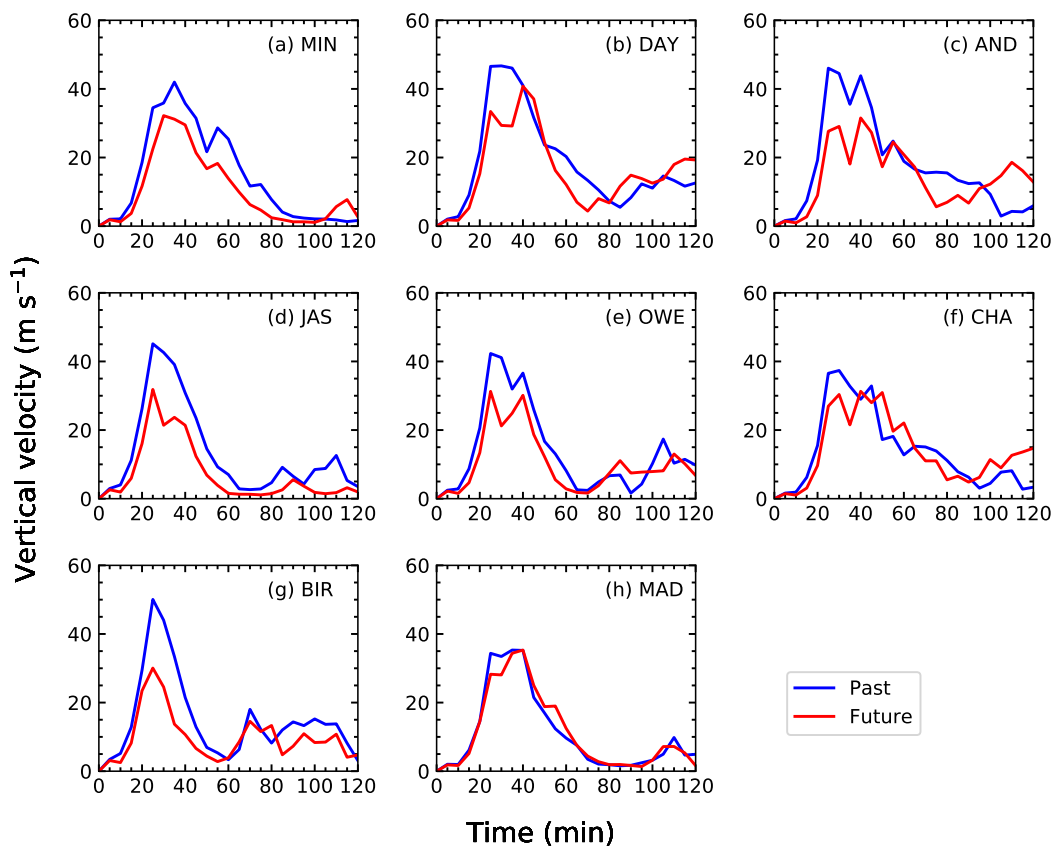 (a) MIN
60
40
20
0
0 20 40 60 80 100 120
(b) DAY
60
40
20
0
0 20 40 60 80 100 120
(c) AND
60
40
20
0
0 20 40 60 80 100 120
(d) JAS
60
40
20
0
0 20 40 60 80 100 120
(e) OWE
60
40
20
0
0 20 40 60 80 100 120
(f) CHA
60
40
20
0
0 20 40 60 80 100 120
(g) BIR
60
40
20
0
0 20 40 60 80 100 120
(h) MAD
60
40
20
0
0 20 40 60 80 100 120
Past
Future
Vertical velocity (m s⁻¹)
Time (min)